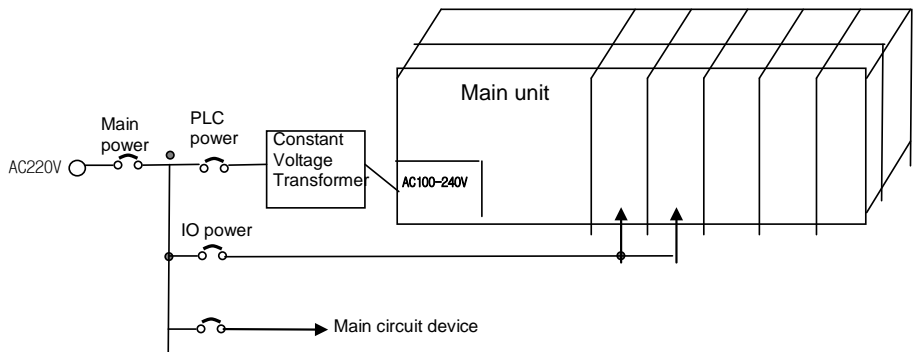 Main unit
Main
power
PLC
power
Constant
Voltage
Transformer
AC220V
AC100-240V
IO power
Main circuit device